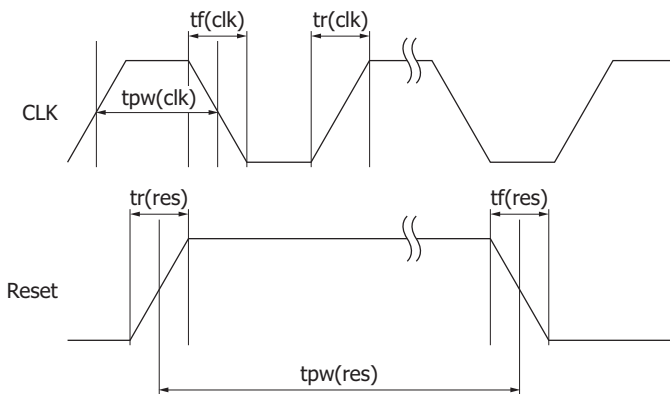 tf(clk)
tr(clk)
tpw(clk)
CLK
tr(res)
tf(res)
Reset
tpw(res)